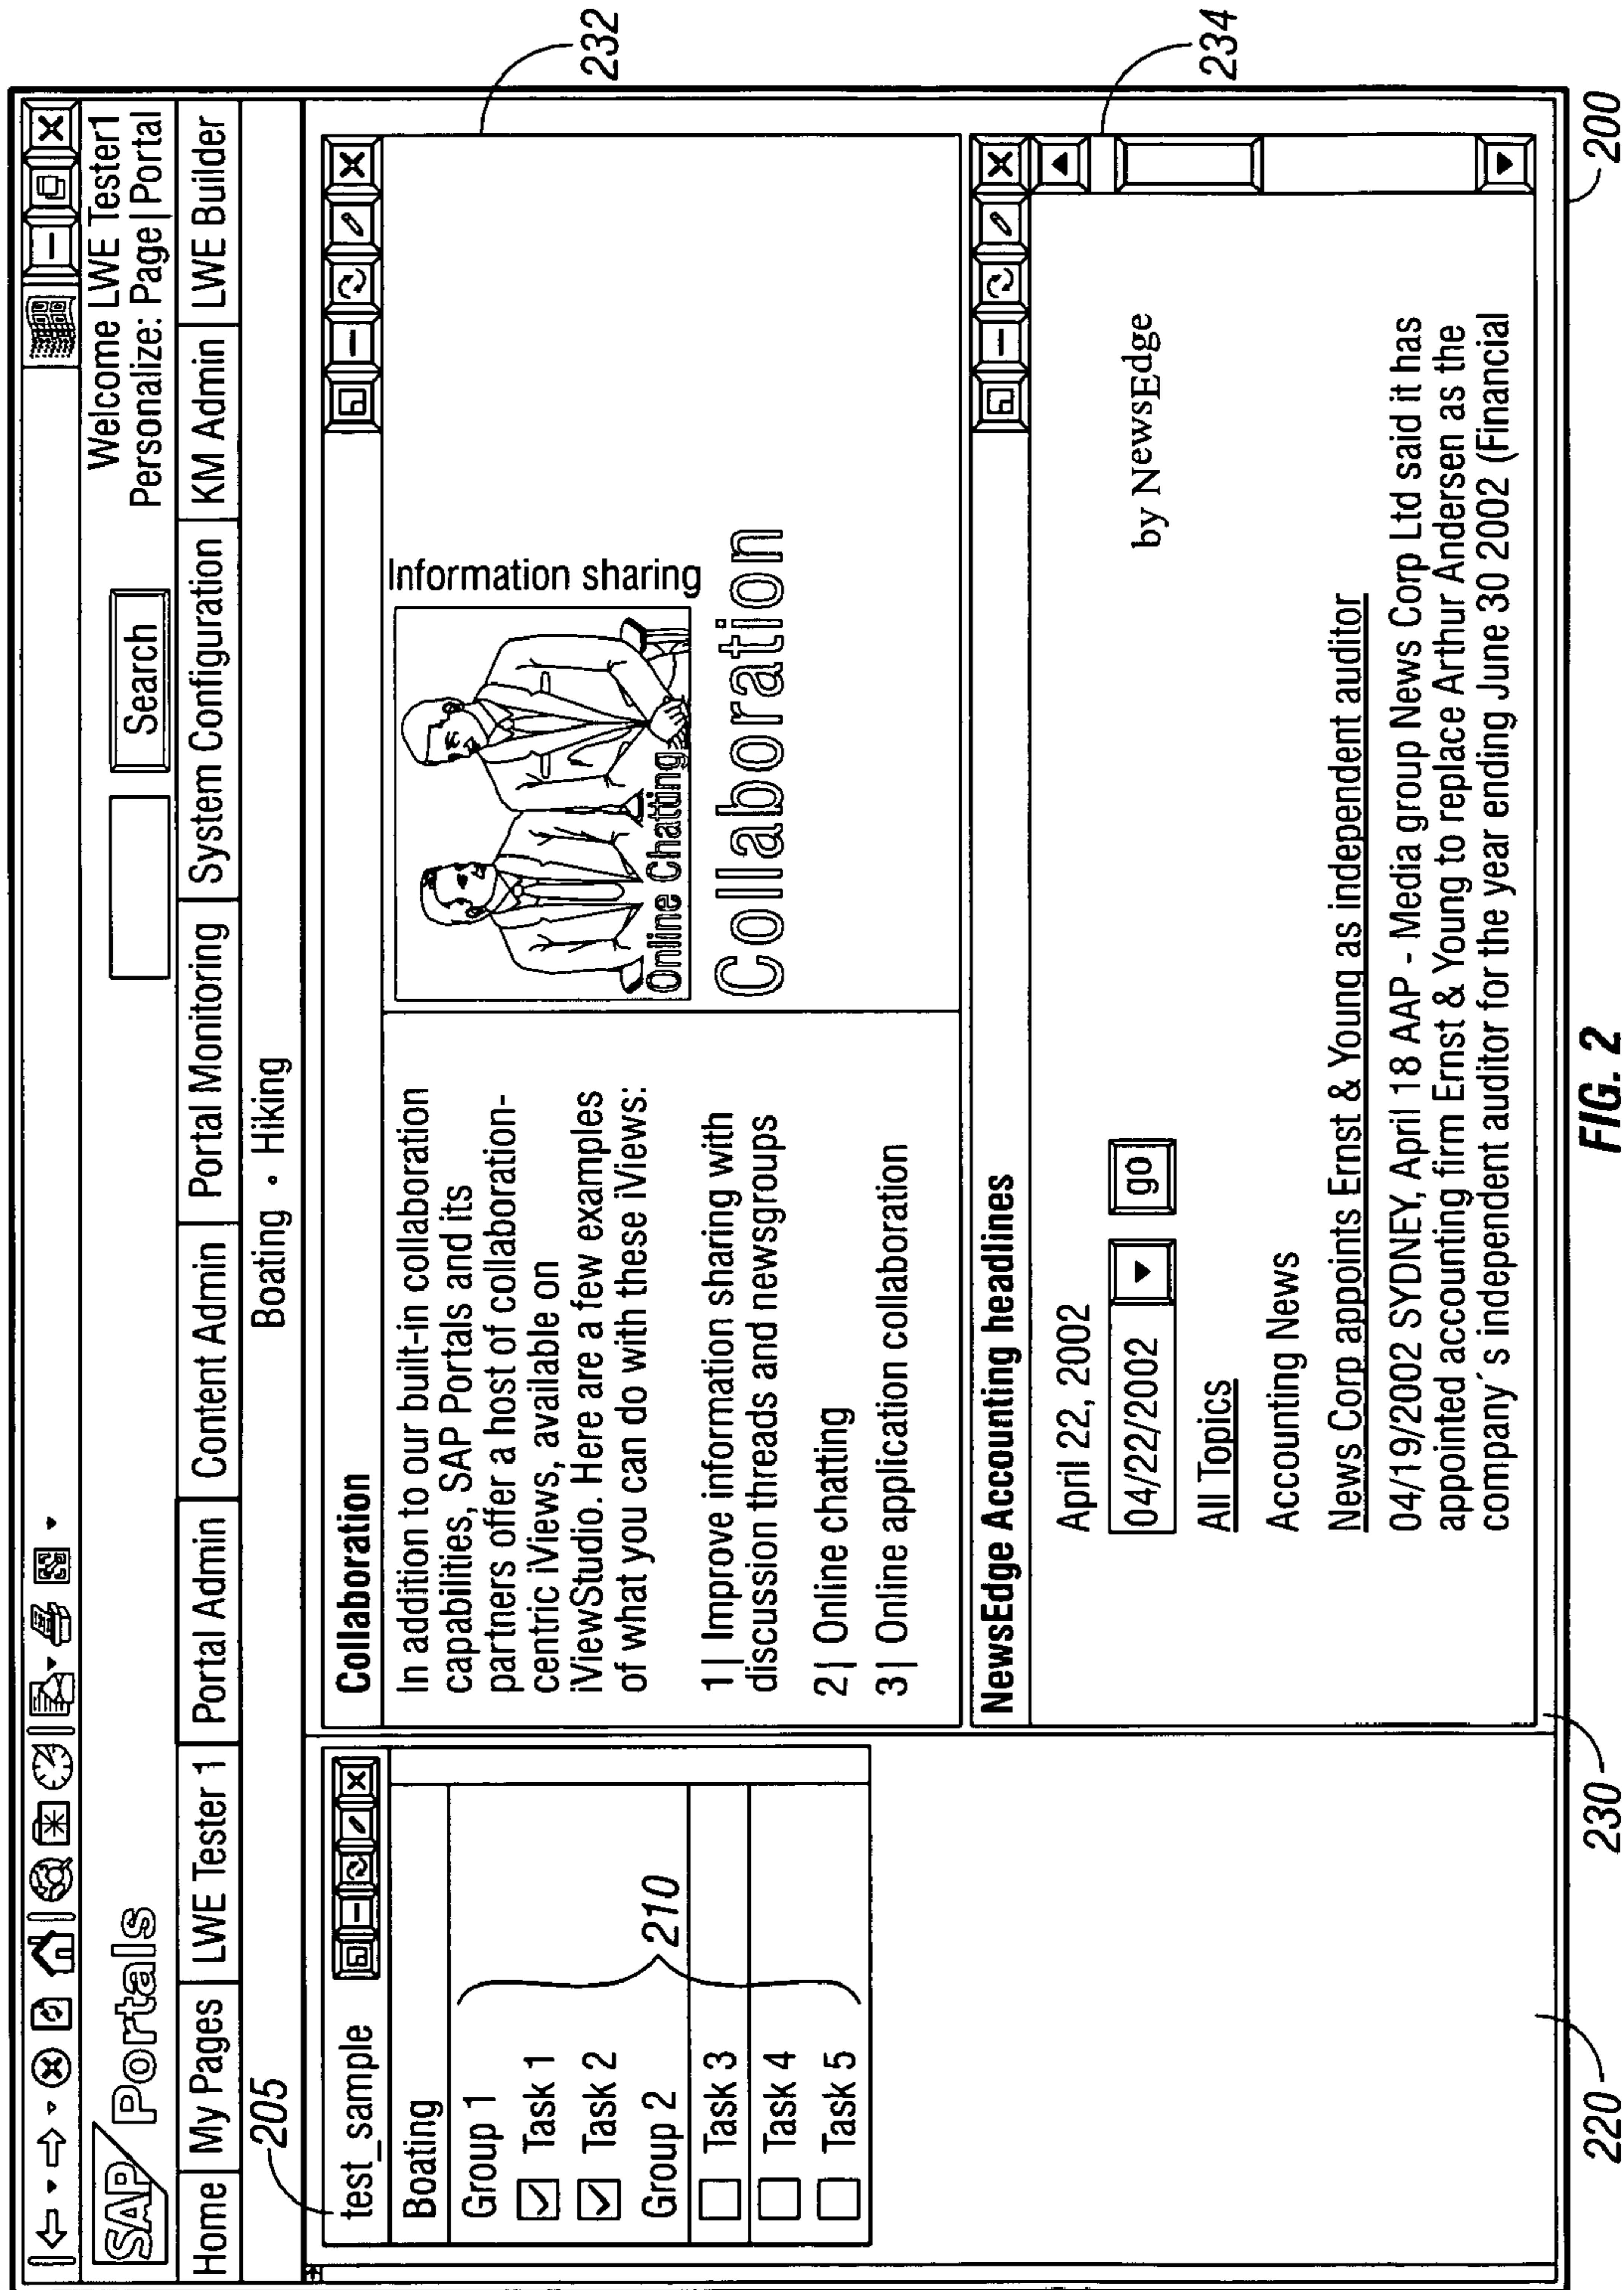 SAP Portals
Search
Welcome LWE Tester1
Personalize: Page | Portal
Home | My Pages | LWE Tester 1 | Portal Admin | Content Admin | Portal Monitoring | System Configuration | KM Admin | LWE Builder
Boating • Hiking
205
test_sample
Boating
Group 1
Task 1
Task 2
Group 2
Task 3
Task 4
Task 5
210
Collaboration
In addition to our built-in collaboration
capabilities, SAP Portals and its
partners offer a host of collaboration-
centric iViews, available on
iViewStudio. Here are a few examples
of what you can do with these iViews:
1| Improve information sharing with
discussion threads and newsgroups
2| Online chatting
3| Online application collaboration
Information sharing
Online Chatting
Collaboration
232
NewsEdge Accounting headlines
April 22, 2002
04/22/2002
go
by NewsEdge
All Topics
Accounting News
News Corp appoints Ernst & Young as independent auditor
04/19/2002 SYDNEY, April 18 AAP - Media group News Corp Ltd said it has
appointed accounting firm Ernst & Young to replace Arthur Andersen as the
company´s independent auditor for the year ending June 30 2002 (Financial
234
220
230
200
FIG. 2